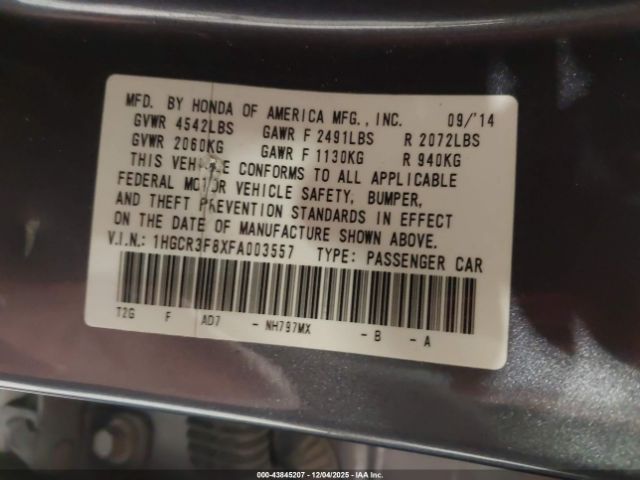 MFD. BY HONDA OF AMERICA MFG., INC. 09/'14
GVWR 4542LBS GAWR F 2491LBS R 2072LBS
GVWR 2060KG GAWR F 1130KG R 940KG
THIS VEHICLE CONFORMS TO ALL APPLICABLE
FEDERAL MOTOR VEHICLE SAFETY, BUMPER,
AND THEFT PREVENTION STANDARDS IN EFFECT
ON THE DATE OF MANUFACTURE SHOWN ABOVE.
V.I.N.: 1HGCR3F8XFA003557 TYPE: PASSENGER CAR
T2G F AD7 - NH797MX - B - A
000-43845207 - 12/04/2025 - IAA Inc.